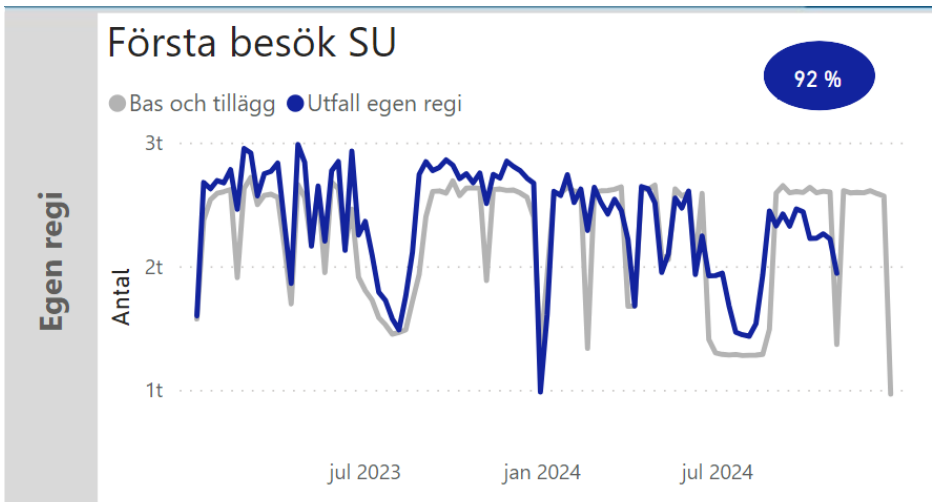 Första besök SU
92 %
Bas och tillägg Utfall egen regi
Egen regi
Antal
3t
2t
1t
jul 2023 jan 2024 jul 2024